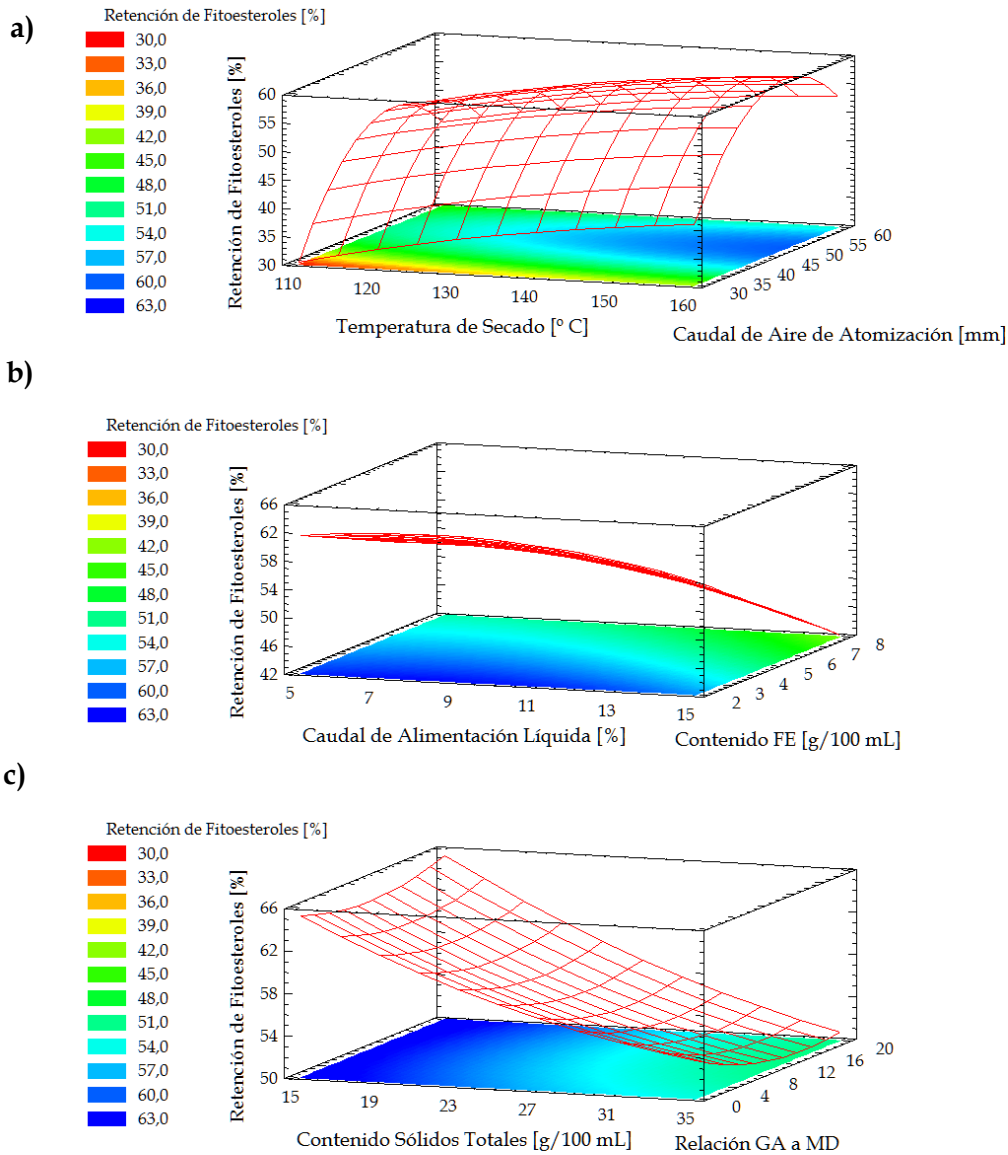 a)
Retención de Fitoesteroles [%]
30,0
33,0
36,0
39,0
42,0
45,0
48,0
51,0
54,0
57,0
60,0
63,0
Retención de Fitoesteroles [%]
60
55
50
45
40
35
30
110 120 130 140 150 160
Temperatura de Secado [º C]
30 35 40 45 50 55 60
Caudal de Aire de Atomización [mm]
b)
Retención de Fitoesteroles [%]
30,0
33,0
36,0
39,0
42,0
45,0
48,0
51,0
54,0
57,0
60,0
63,0
Retención de Fitoesteroles [%]
66
62
58
54
50
46
42
5 7 9 11 13 15
Caudal de Alimentación Líquida [%]
2 3 4 5 6 7 8
Contenido FE [g/100 mL]
c)
Retención de Fitoesteroles [%]
30,0
33,0
36,0
39,0
42,0
45,0
48,0
51,0
54,0
57,0
60,0
63,0
Retención de Fitoesteroles [%]
66
62
58
54
50
15 19 23 27 31 35
Contenido Sólidos Totales [g/100 mL]
0 4 8 12 16 20
Relación GA a MD